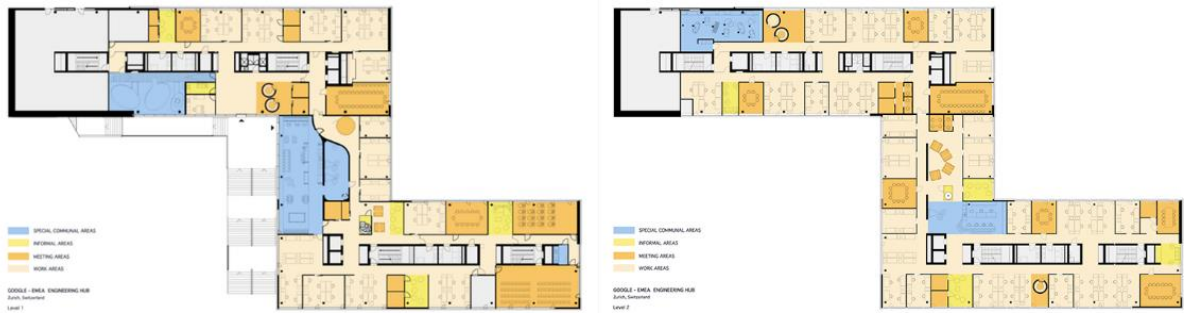 SPECIAL COMMUNAL AREAS
INFORMAL AREAS
MEETING AREAS
WORK AREAS
GOOGLE - EMEA ENGINEERING HUB
Zurich, Switzerland
Level 1
SPECIAL COMMUNAL AREAS
INFORMAL AREAS
MEETING AREAS
WORK AREAS
GOOGLE - EMEA ENGINEERING HUB
Zurich, Switzerland
Level 2